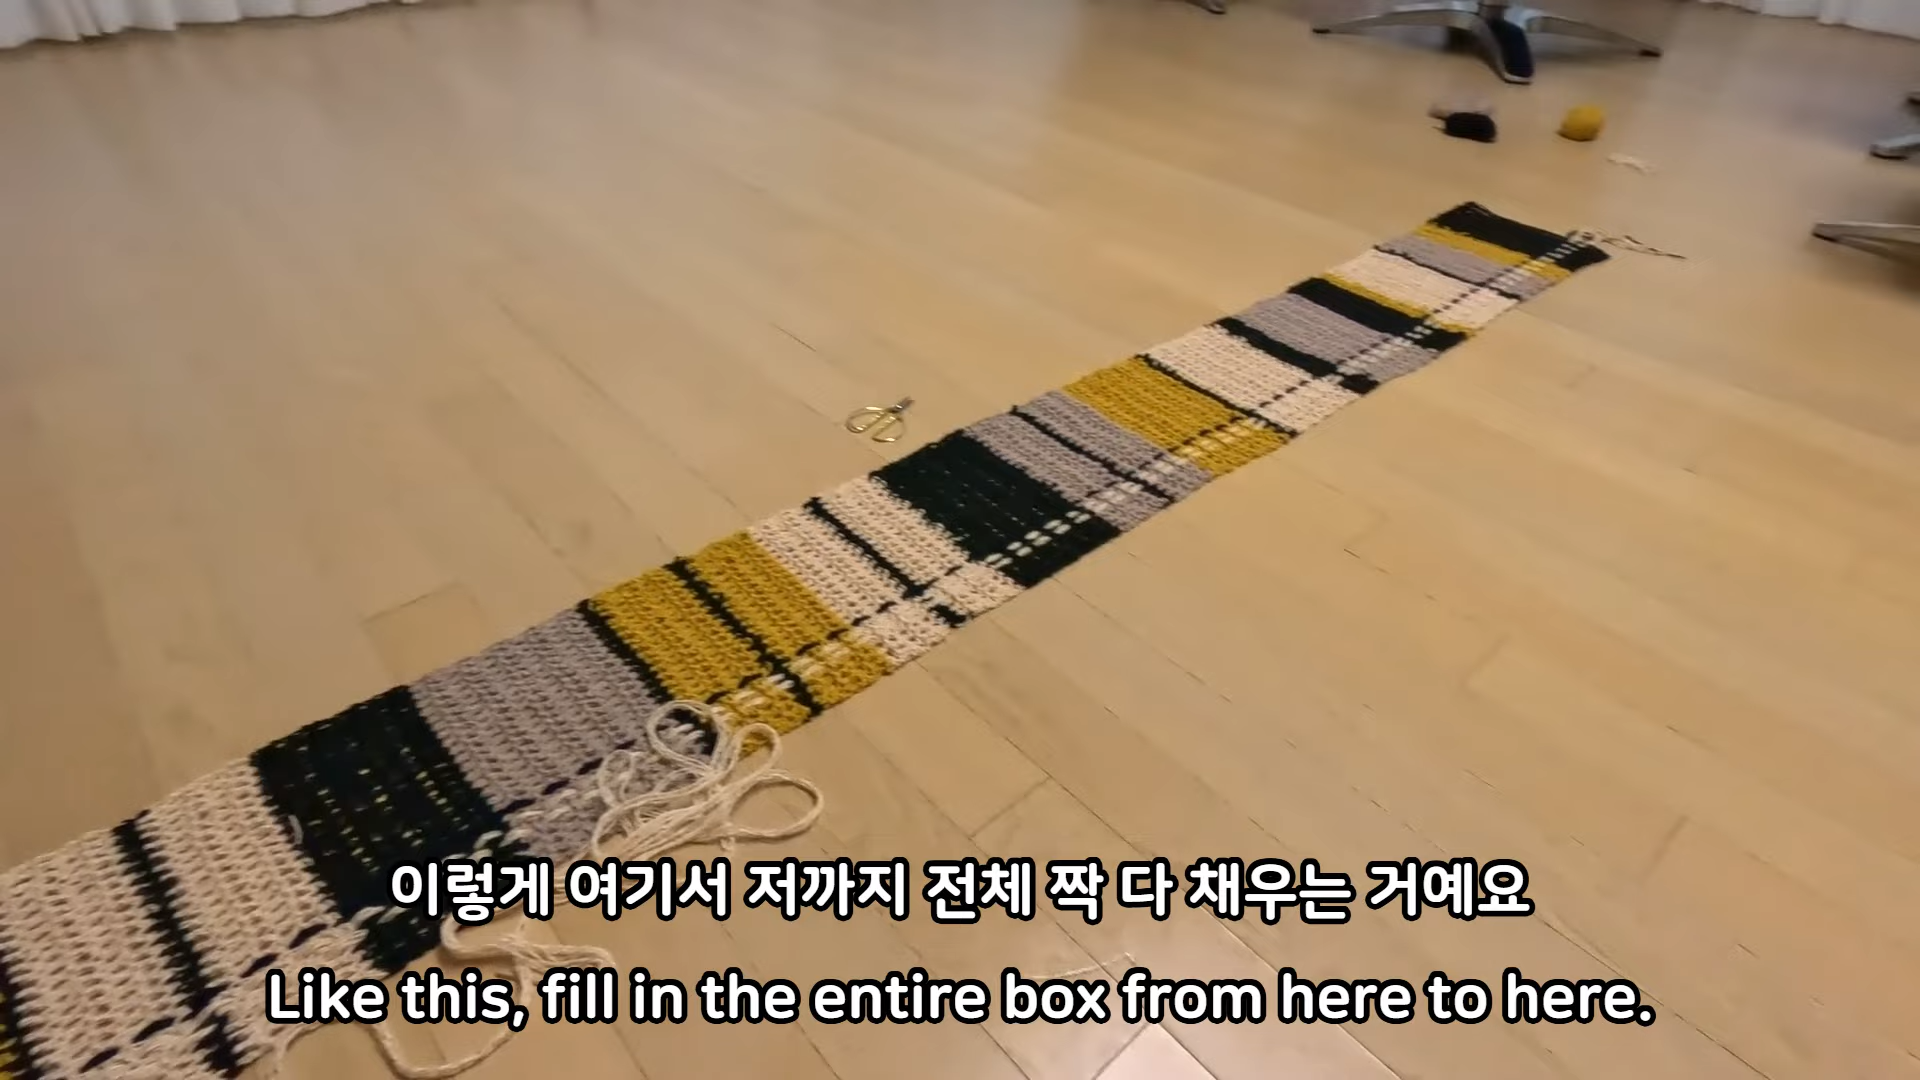 이렇게 여기서 저까지 전체 짝 다 채우는 거예요
Like this, fill in the entire box from here to here.